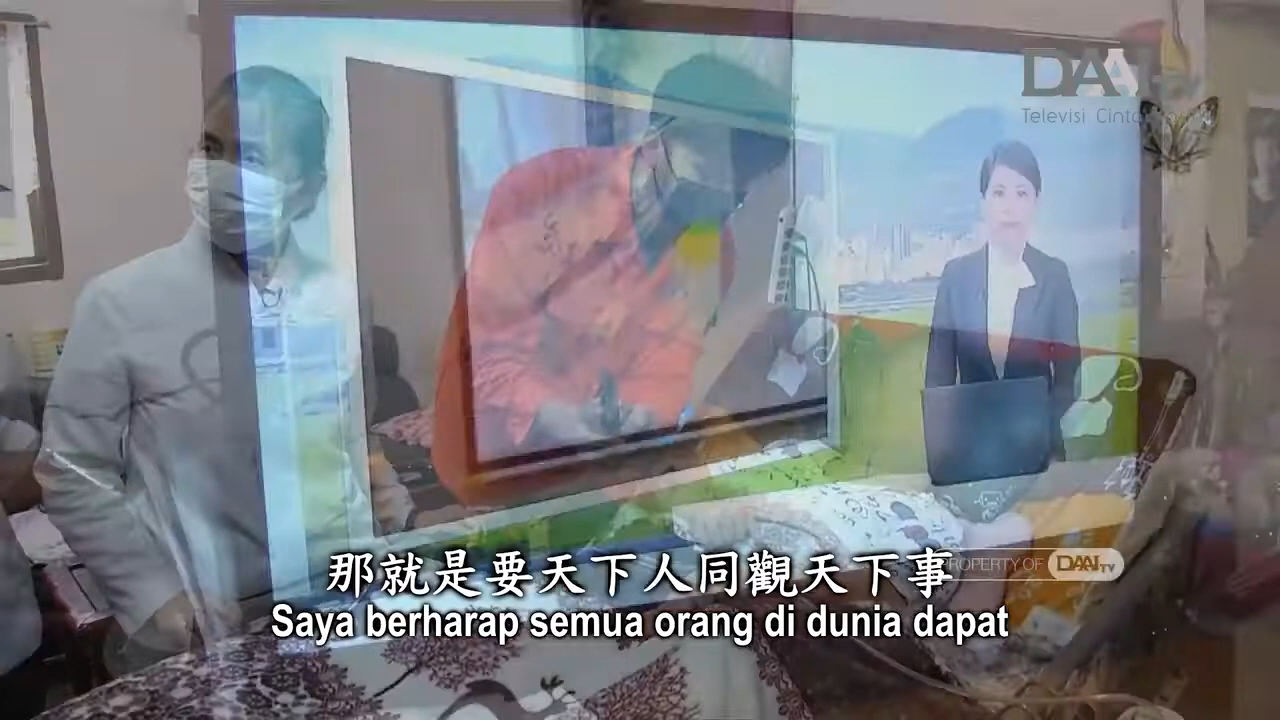 DAAI
Televisi Cinta
那就是要天下人同觀天下事
PROPERTY OF DAAI TV
Saya berharap semua orang di dunia dapat